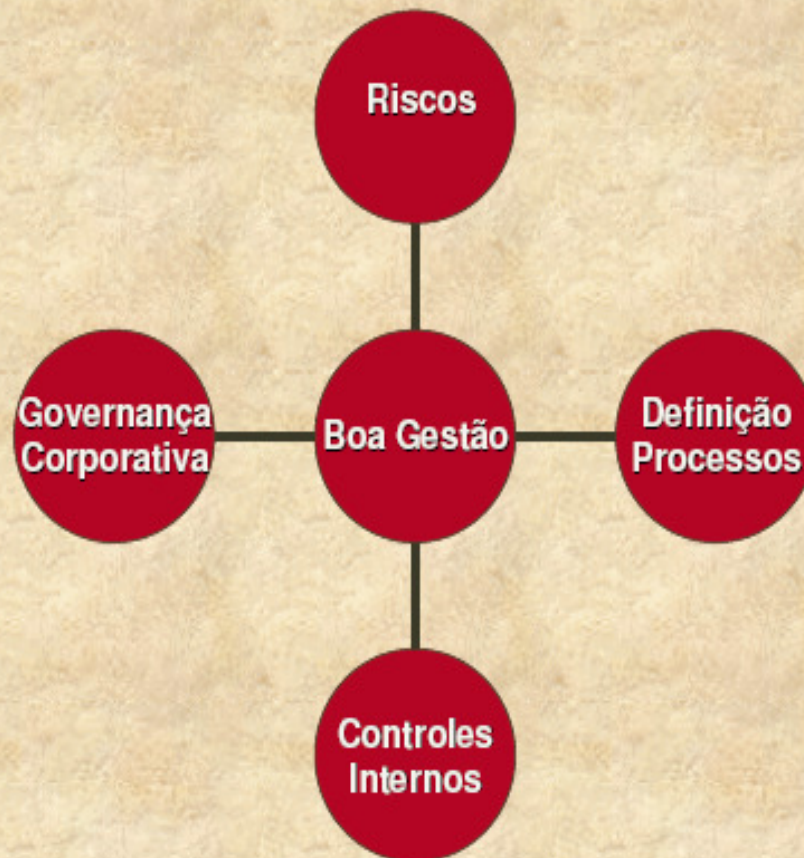 Riscos
Governança
Corporativa
Boa Gestão
Definição
Processos
Controles
Internos